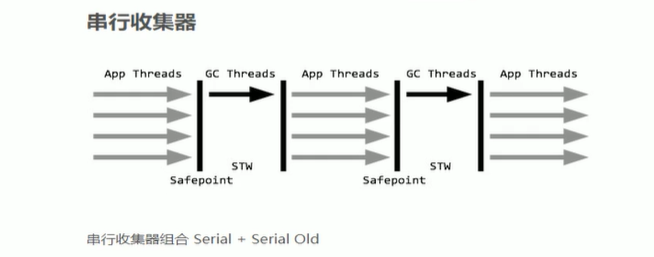 串行收集器
App Threads GC Threads App Threads GC Threads App Threads
STW STW
Safepoint Safepoint
串行收集器组合 Serial + Serial Old